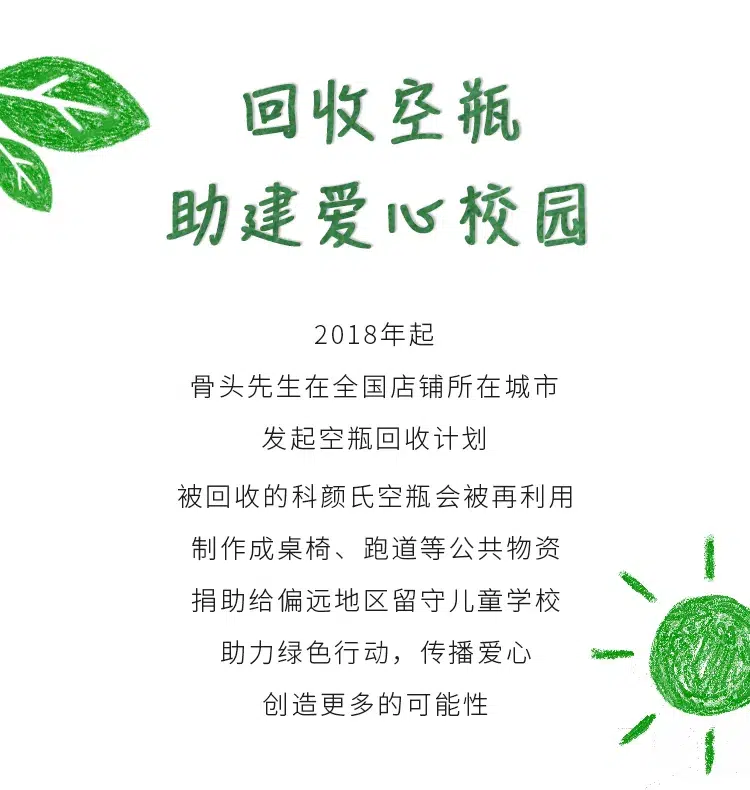 回收空瓶
助建爱心校园
2018年起
骨头先生在全国店铺所在城市
发起空瓶回收计划
被回收的科颜氏空瓶会被再利用
制作成桌椅、跑道等公共物资
捐助给偏远地区留守儿童学校
助力绿色行动，传播爱心
创造更多的可能性